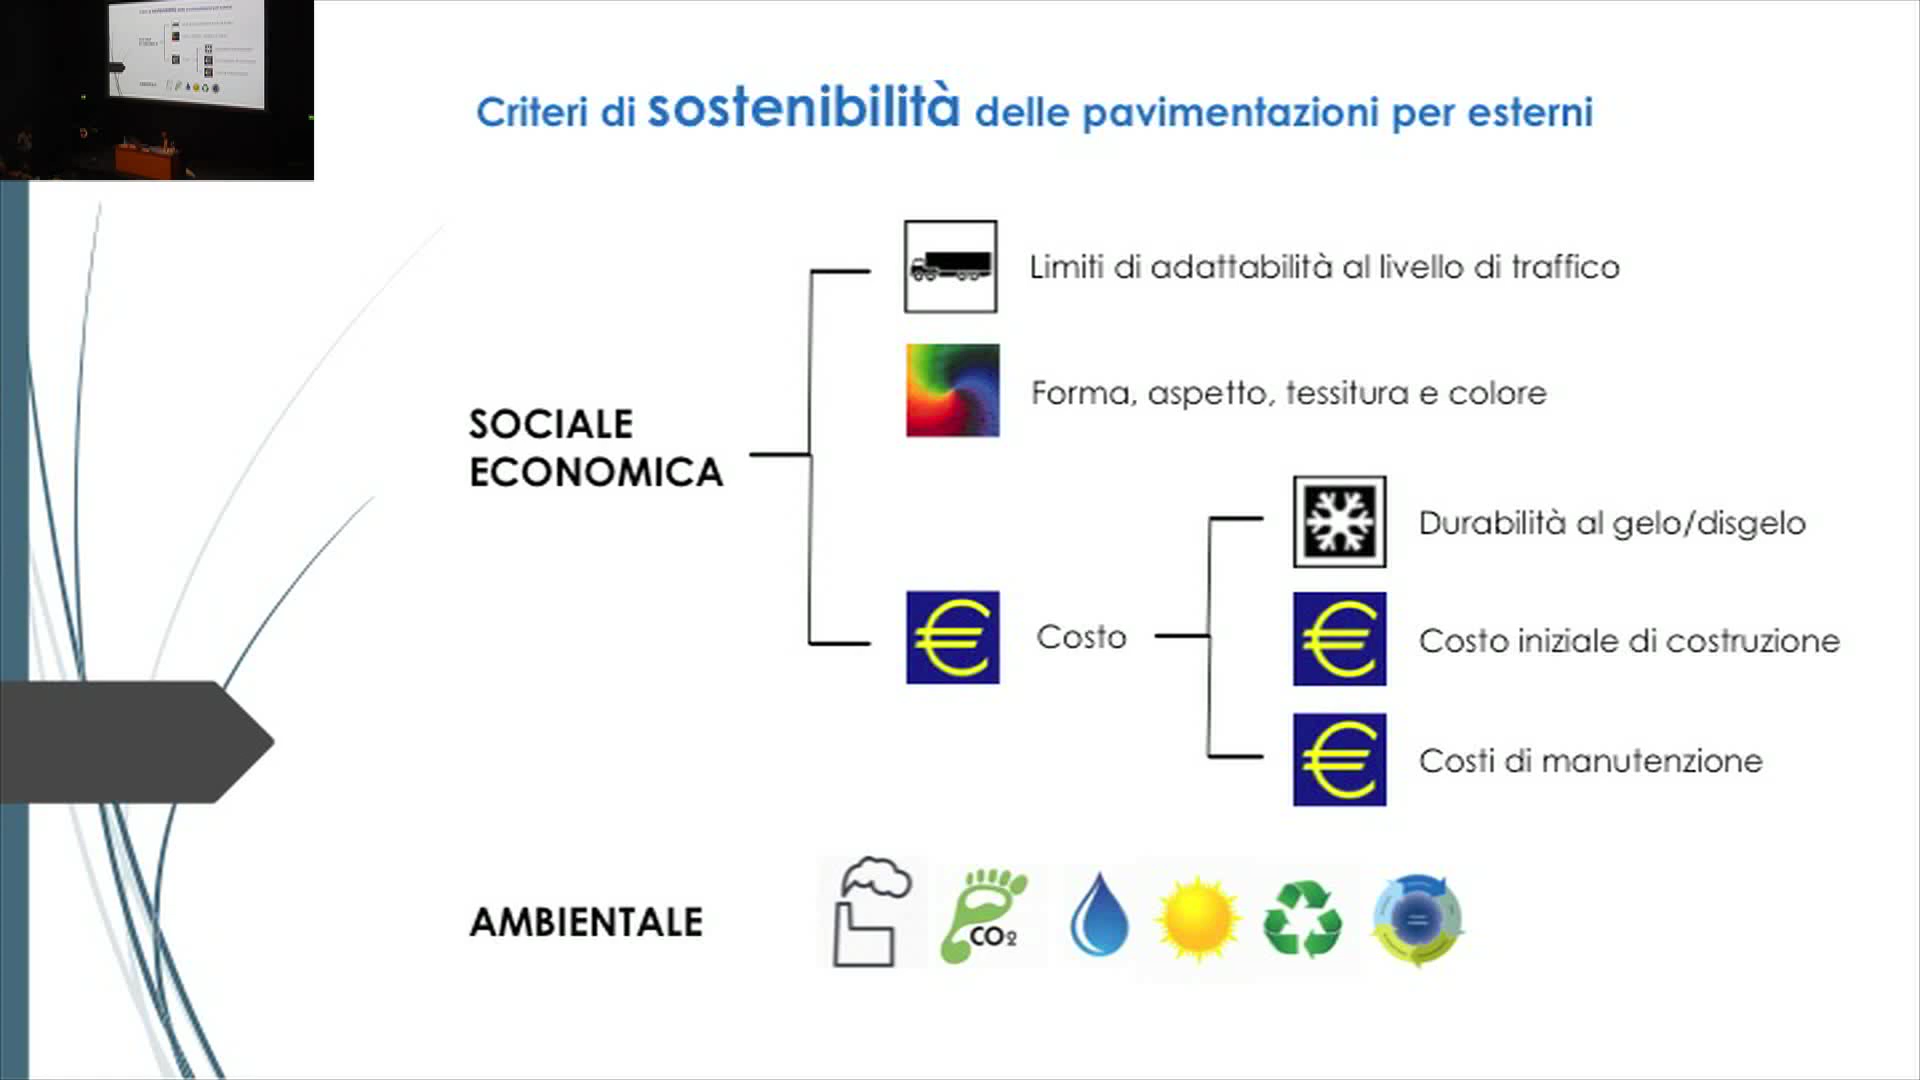 Criteri di sostenibilità delle pavimentazioni per esterni
Limiti di adattabilità al livello di traffico
Forma, aspetto, tessitura e colore
SOCIALE
ECONOMICA
Durabilità al gelo/disgelo
€ Costo
€ Costo iniziale di costruzione
€ Costi di manutenzione
AMBIENTALE
CO2